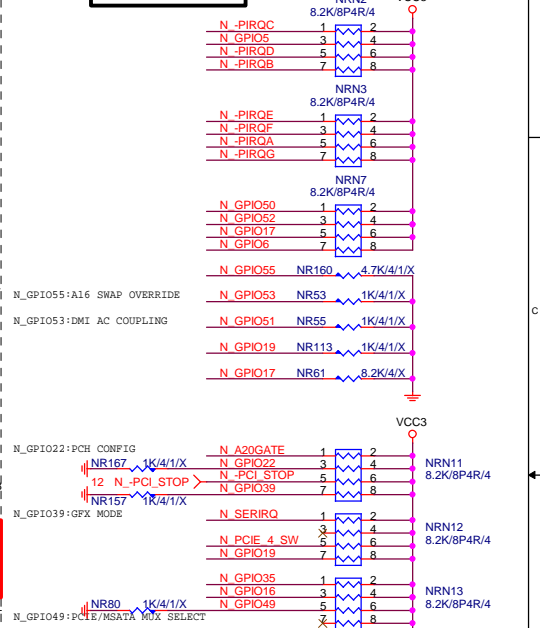 NRN2
8.2K/8P4R/4
N_-PIRQC 1 2
N_GPIO5 3 4
N_-PIRQD 5 6
N_-PIRQB 7 8
NRN3
8.2K/8P4R/4
N_-PIRQE 1 2
N_-PIRQF 3 4
N_-PIRQA 5 6
N_-PIRQG 7 8
NRN7
8.2K/8P4R/4
N_GPIO50 1 2
N_GPIO52 3 4
N_GPIO17 5 6
N_GPIO6 7 8
N_GPIO55 NR160 4.7K/4/1/X
N_GPIO55:A16 SWAP OVERRIDE N_GPIO53 NR53 1K/4/1/X
C
N_GPIO53:DMI AC COUPLING N_GPIO51 NR55 1K/4/1/X
N_GPIO19 NR113 1K/4/1/X
N_GPIO17 NR61 8.2K/4/X
VCC3
N_GPIO22:PCH CONFIG N_A20GATE 1 2
NR167 1K/4/1/X N_GPIO22 3 4 NRN11
12 N_-PCI_STOP N_-PCI_STOP 5 6 8.2K/8P4R/4
NR157 1K/4/1/X N_GPIO39 7 8
N_GPIO39:GFX MODE N_SERIRQ 1 2
3 4 NRN12
N_PCIE_4_SW 5 6 8.2K/8P4R/4
N_GPIO19 7 8
N_GPIO35 1 2
N_GPIO16 3 4 NRN13
NR80 1K/4/1/X N_GPIO49 5 6 8.2K/8P4R/4
N_GPIO49:PCIE/MSATA MUX SELECT 7 8